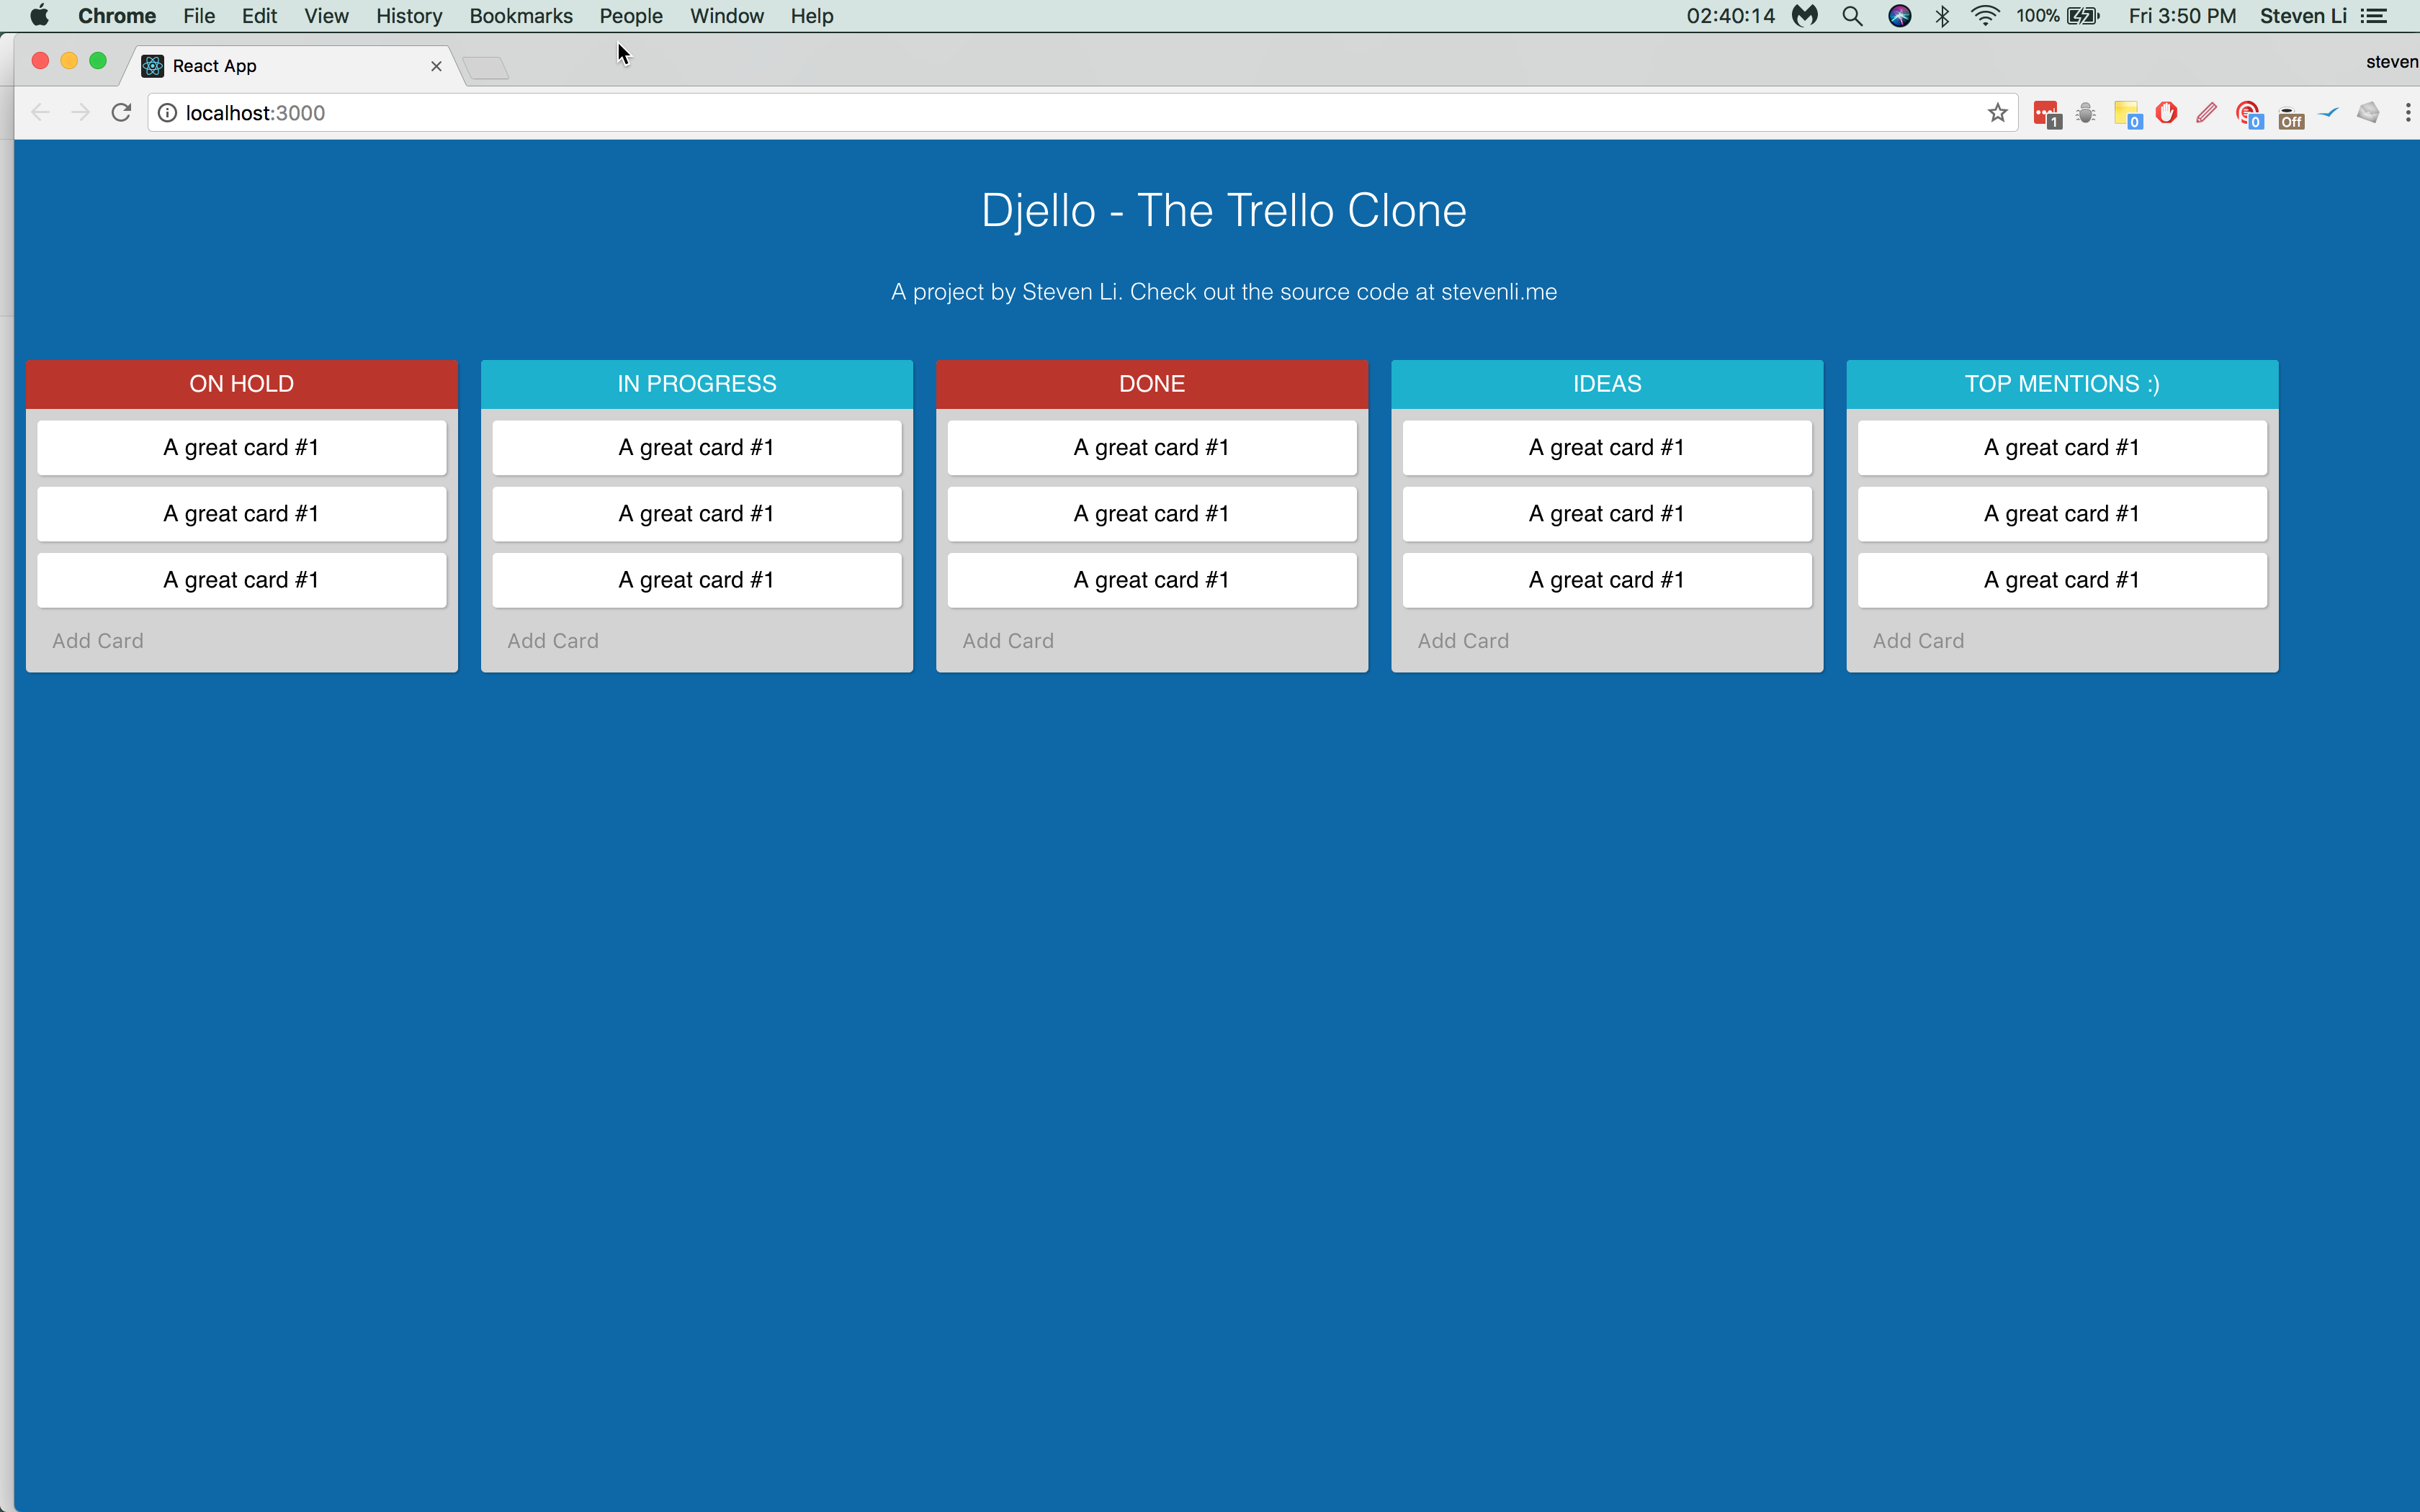 Chrome File Edit View History Bookmarks People Window Help 02:40:14 100% Fri 3:50 PM Steven Li
React App steven
localhost:3000 1 0 0 Off
Djello - The Trello Clone
A project by Steven Li. Check out the source code at stevenli.me
ON HOLD IN PROGRESS DONE IDEAS TOP MENTIONS :)
A great card #1 A great card #1 A great card #1 A great card #1 A great card #1
A great card #1 A great card #1 A great card #1 A great card #1 A great card #1
A great card #1 A great card #1 A great card #1 A great card #1 A great card #1
Add Card Add Card Add Card Add Card Add Card